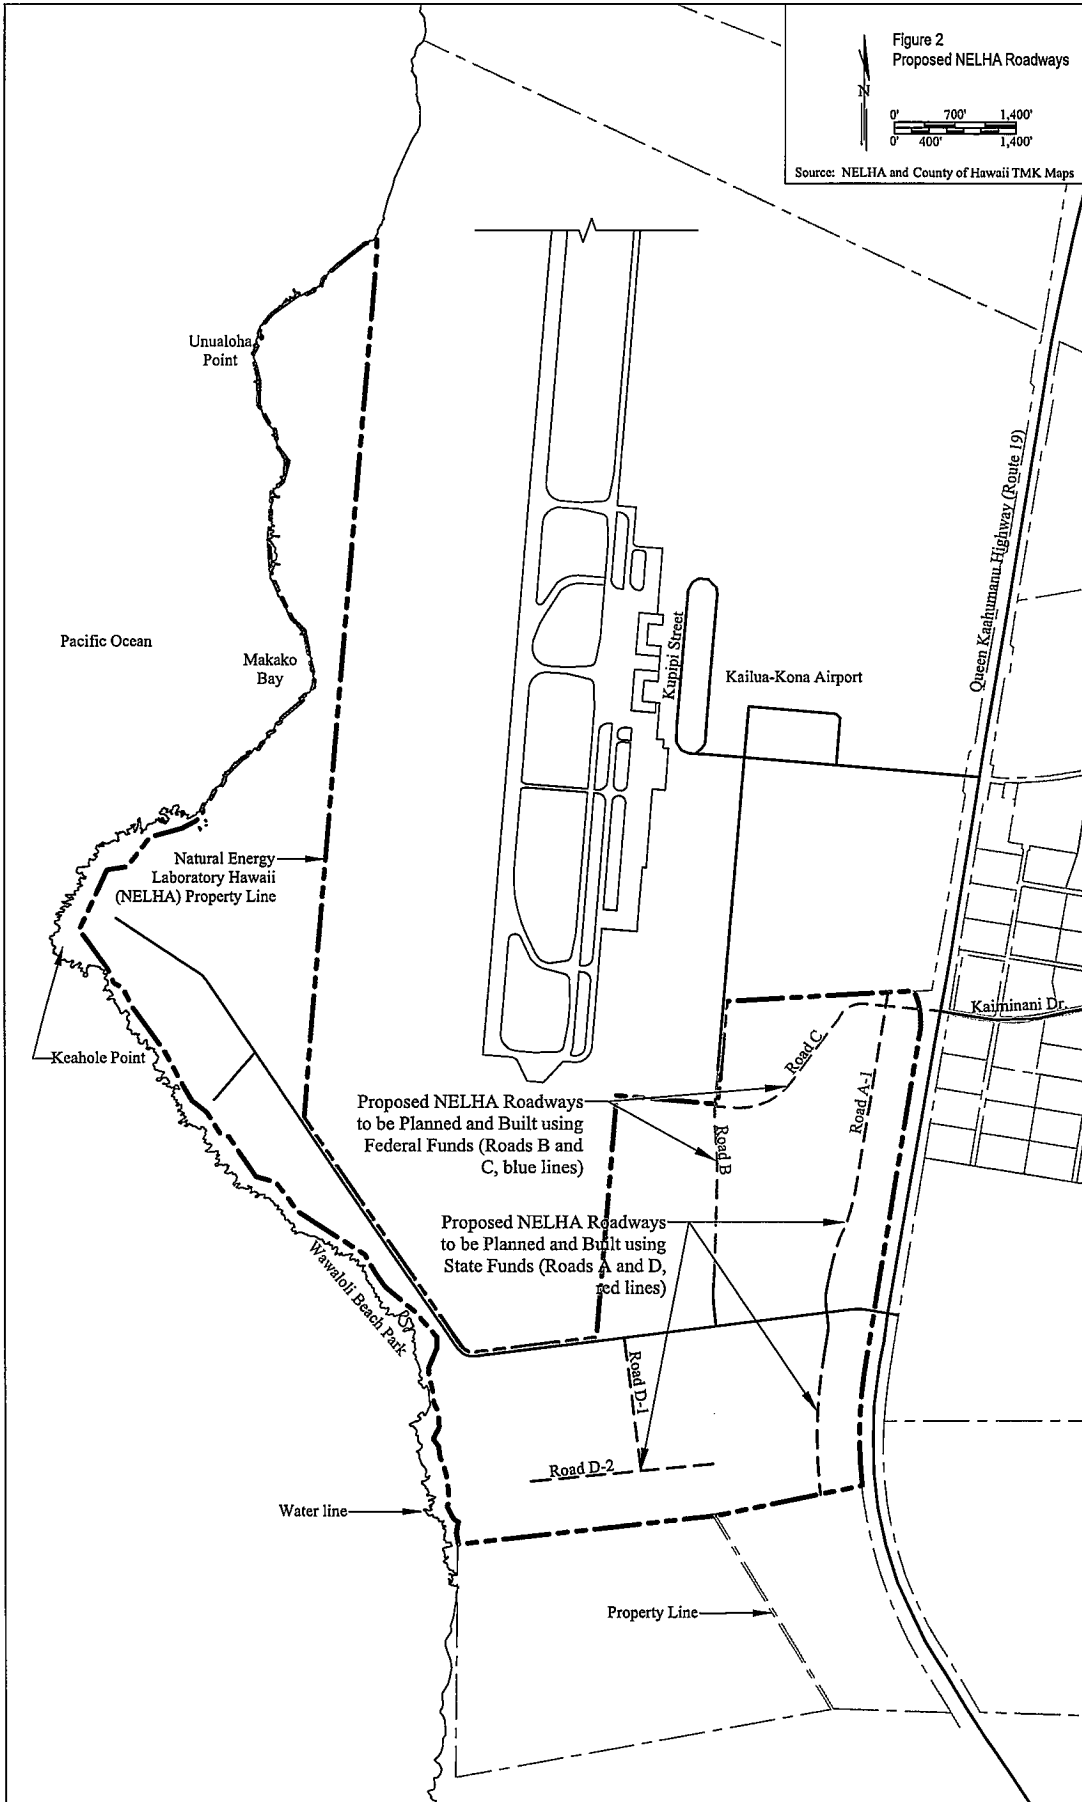 Figure 2
Proposed NELHA Roadways
N
0' 700' 1,400'
0' 400' 1,400'
Source: NELHA and County of Hawaii TMK Maps
Unualoha
Point
Queen Kaahumanu Highway (Route 19)
Pacific Ocean
Makako
Bay
Kupipi Street
Kailua-Kona Airport
Natural Energy
Laboratory Hawaii
(NELHA) Property Line
Kaiminani Dr.
Keahole Point
Road C
Road A-1
Proposed NELHA Roadways
to be Planned and Built using
Federal Funds (Roads B and
C, blue lines)
Road B
Proposed NELHA Roadways
to be Planned and Built using
State Funds (Roads A and D,
red lines)
Wawaloli Beach Park
Road D-1
Road D-2
Water line
Property Line